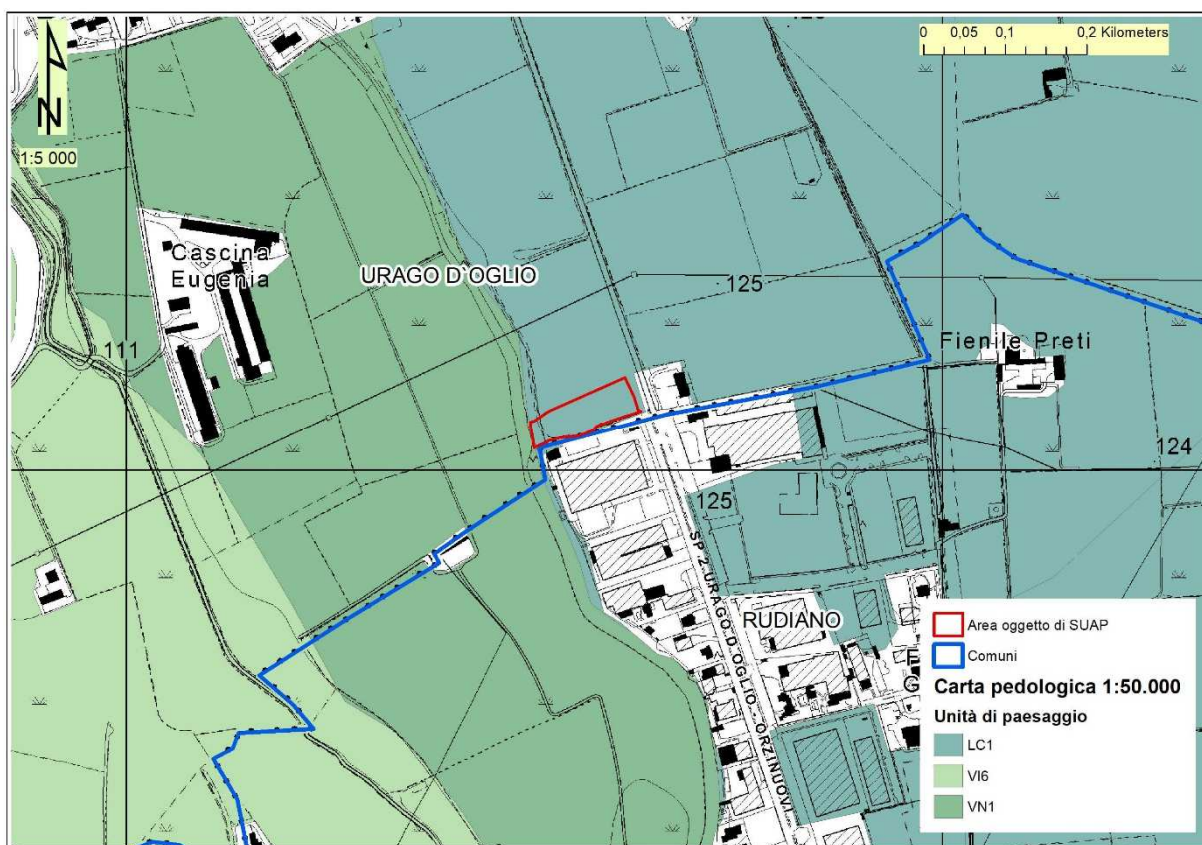 N
1:5 000
0 0,05 0,1 0,2 Kilometers
Cascina
Eugenia
URAGO D`OGLIO
125
Fienile Preti
111
124
125
SP 2 URAGO D'OGLIO - ORZINUOVI
RUDIANO
F
G
Area oggetto di SUAP
Comuni
Carta pedologica 1:50.000
Unità di paesaggio
LC1
VI6
VN1